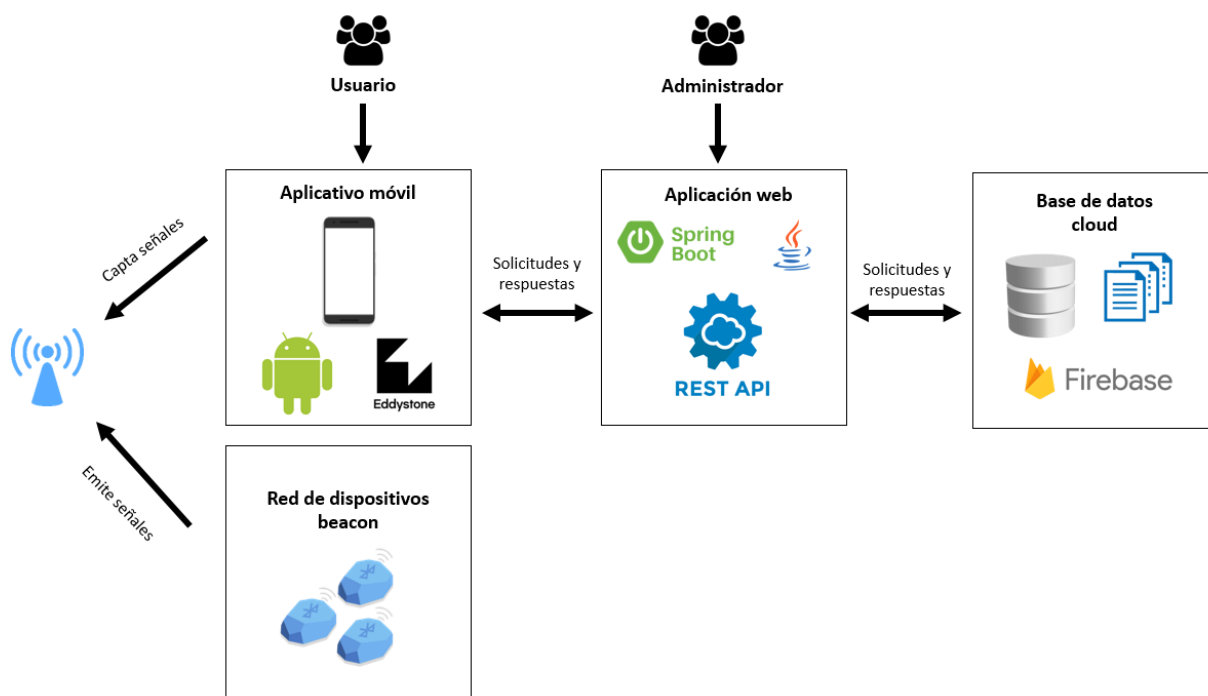 Usuario
Administrador
Aplicativo móvil
Eddystone
Capta señales
Solicitudes y
respuestas
Aplicación web
Spring
Boot
REST API
Solicitudes y
respuestas
Base de datos
cloud
Firebase
Emite señales
Red de dispositivos
beacon